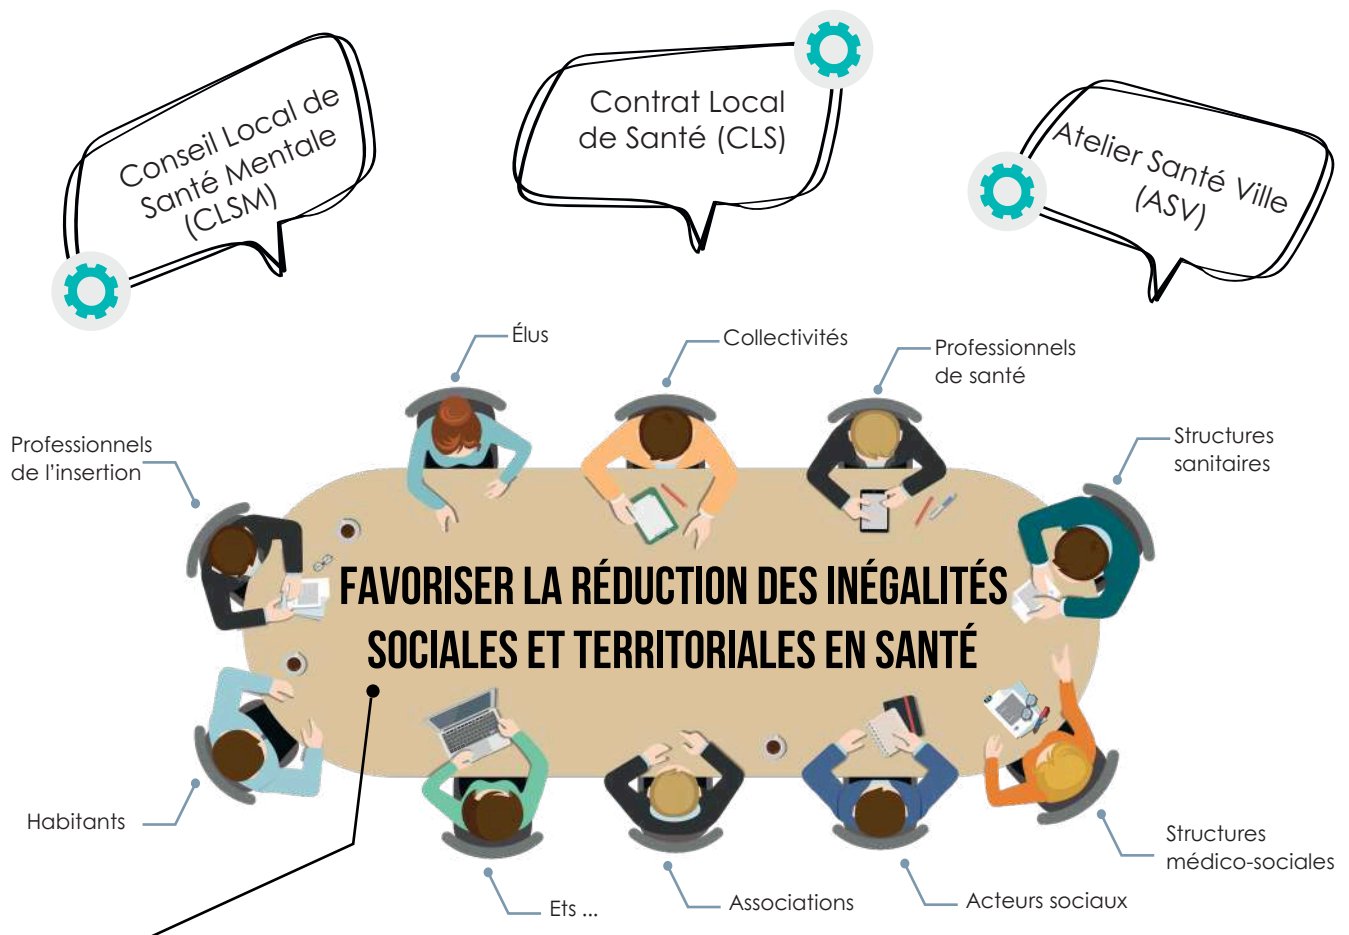 Conseil Local de
Santé Mentale
(CLSM)
Contrat Local
de Santé (CLS)
Atelier Santé Ville
(ASV)
Élus
Collectivités
Professionnels
de santé
Professionnels
de l'insertion
Structures
sanitaires
FAVORISER LA RÉDUCTION DES INÉGALITÉS
SOCIALES ET TERRITORIALES EN SANTÉ
Habitants
Structures
médico-sociales
Ets ...
Associations
Acteurs sociaux